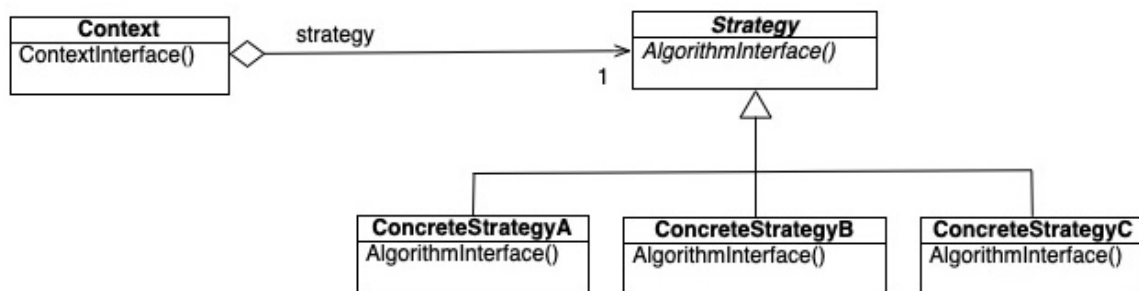 Context
ContextInterface()
strategy
1
Strategy
AlgorithmInterface()
ConcreteStrategyA
AlgorithmInterface()
ConcreteStrategyB
AlgorithmInterface()
ConcreteStrategyC
AlgorithmInterface()